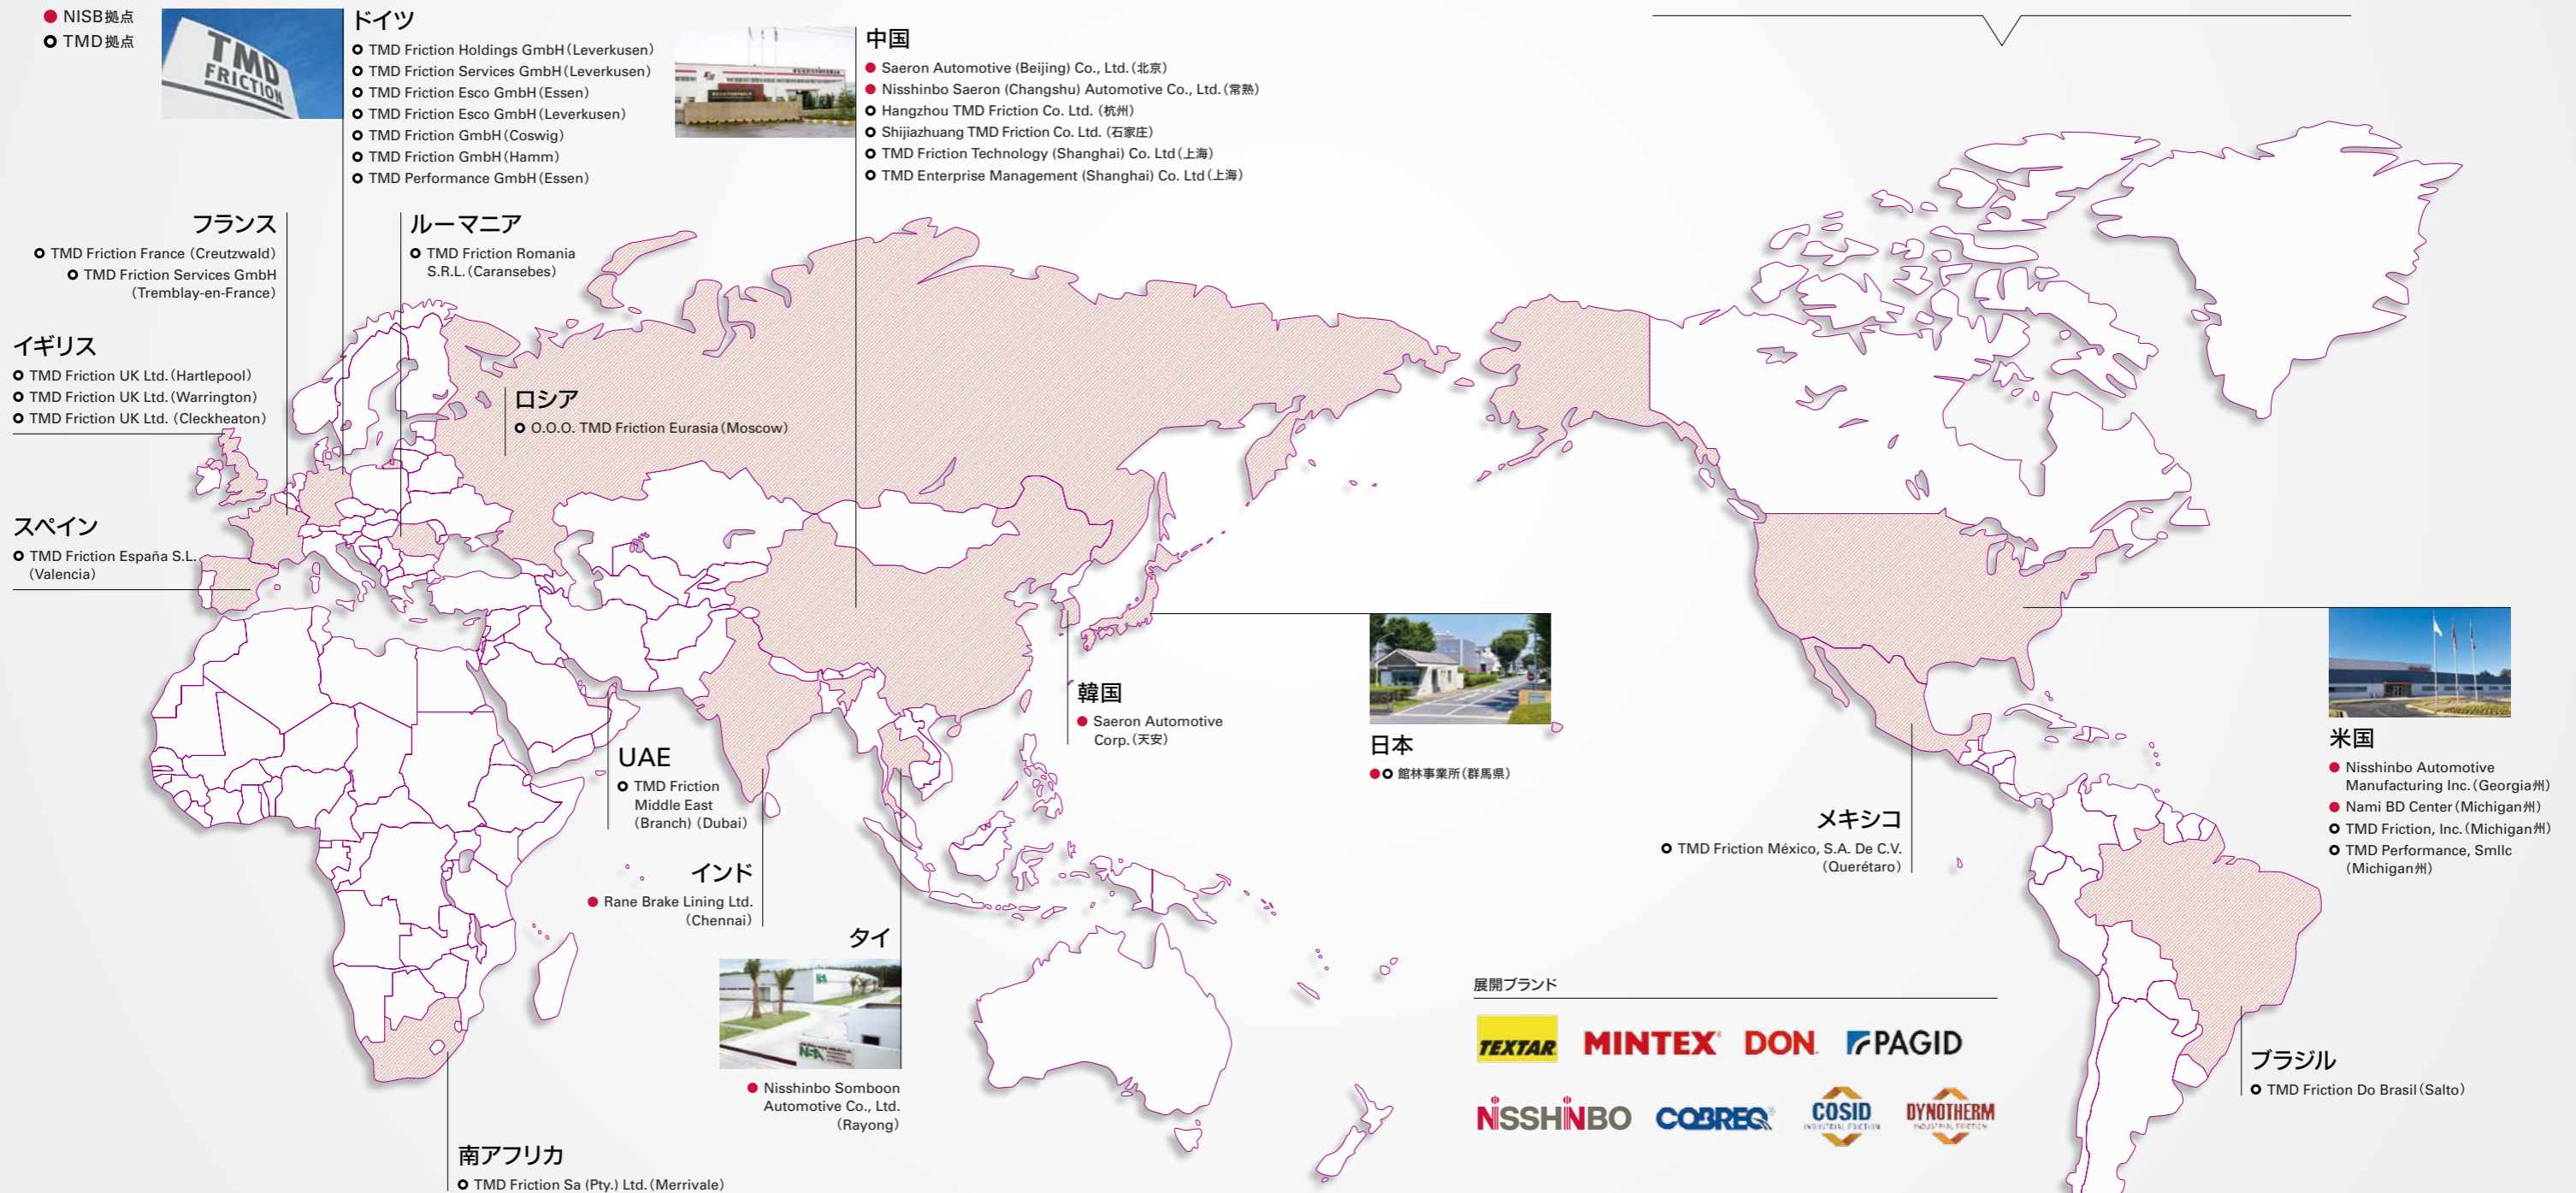 NISB拠点
TMD拠点
TMD
FRICTION
ドイツ
TMD Friction Holdings GmbH（Leverkusen）
TMD Friction Services GmbH（Leverkusen）
TMD Friction Esco GmbH（Essen）
TMD Friction Esco GmbH（Leverkusen）
TMD Friction GmbH（Coswig）
TMD Friction GmbH（Hamm）
TMD Performance GmbH（Essen）
中国
Saeron Automotive (Beijing) Co., Ltd.（北京）
Nisshinbo Saeron (Changshu) Automotive Co., Ltd.（常熟）
Hangzhou TMD Friction Co. Ltd.（杭州）
Shijiazhuang TMD Friction Co. Ltd.（石家庄）
TMD Friction Technology (Shanghai) Co. Ltd（上海）
TMD Enterprise Management (Shanghai) Co. Ltd（上海）
フランス
TMD Friction France（Creutzwald）
TMD Friction Services GmbH
（Tremblay-en-France）
ルーマニア
TMD Friction Romania
S.R.L.（Caransebes）
イギリス
TMD Friction UK Ltd.（Hartlepool）
TMD Friction UK Ltd.（Warrington）
TMD Friction UK Ltd.（Cleckheaton）
ロシア
O.O.O. TMD Friction Eurasia（Moscow）
スペイン
TMD Friction España S.L.
（Valencia）
UAE
TMD Friction
Middle East
(Branch)（Dubai）
インド
Rane Brake Lining Ltd.
（Chennai）
タイ
NSA
Nisshinbo Somboon
Automotive Co., Ltd.
（Rayong）
南アフリカ
TMD Friction Sa (Pty.) Ltd.（Merrivale）
韓国
Saeron Automotive
Corp.（天安）
日本
館林事業所（群馬県）
メキシコ
TMD Friction México, S.A. De C.V.
（Querétaro）
米国
Nisshinbo Automotive
Manufacturing Inc.（Georgia州）
Nami BD Center（Michigan州）
TMD Friction, Inc.（Michigan州）
TMD Performance, Smllc
（Michigan州）
ブラジル
TMD Friction Do Brasil（Salto）
展開ブランド
TEXTAR MINTEX® DON PAGID
NISSHINBO COBREQ® COSID INDUSTRIAL FRICTION DYNOTHERM INDUSTRIAL FRICTION